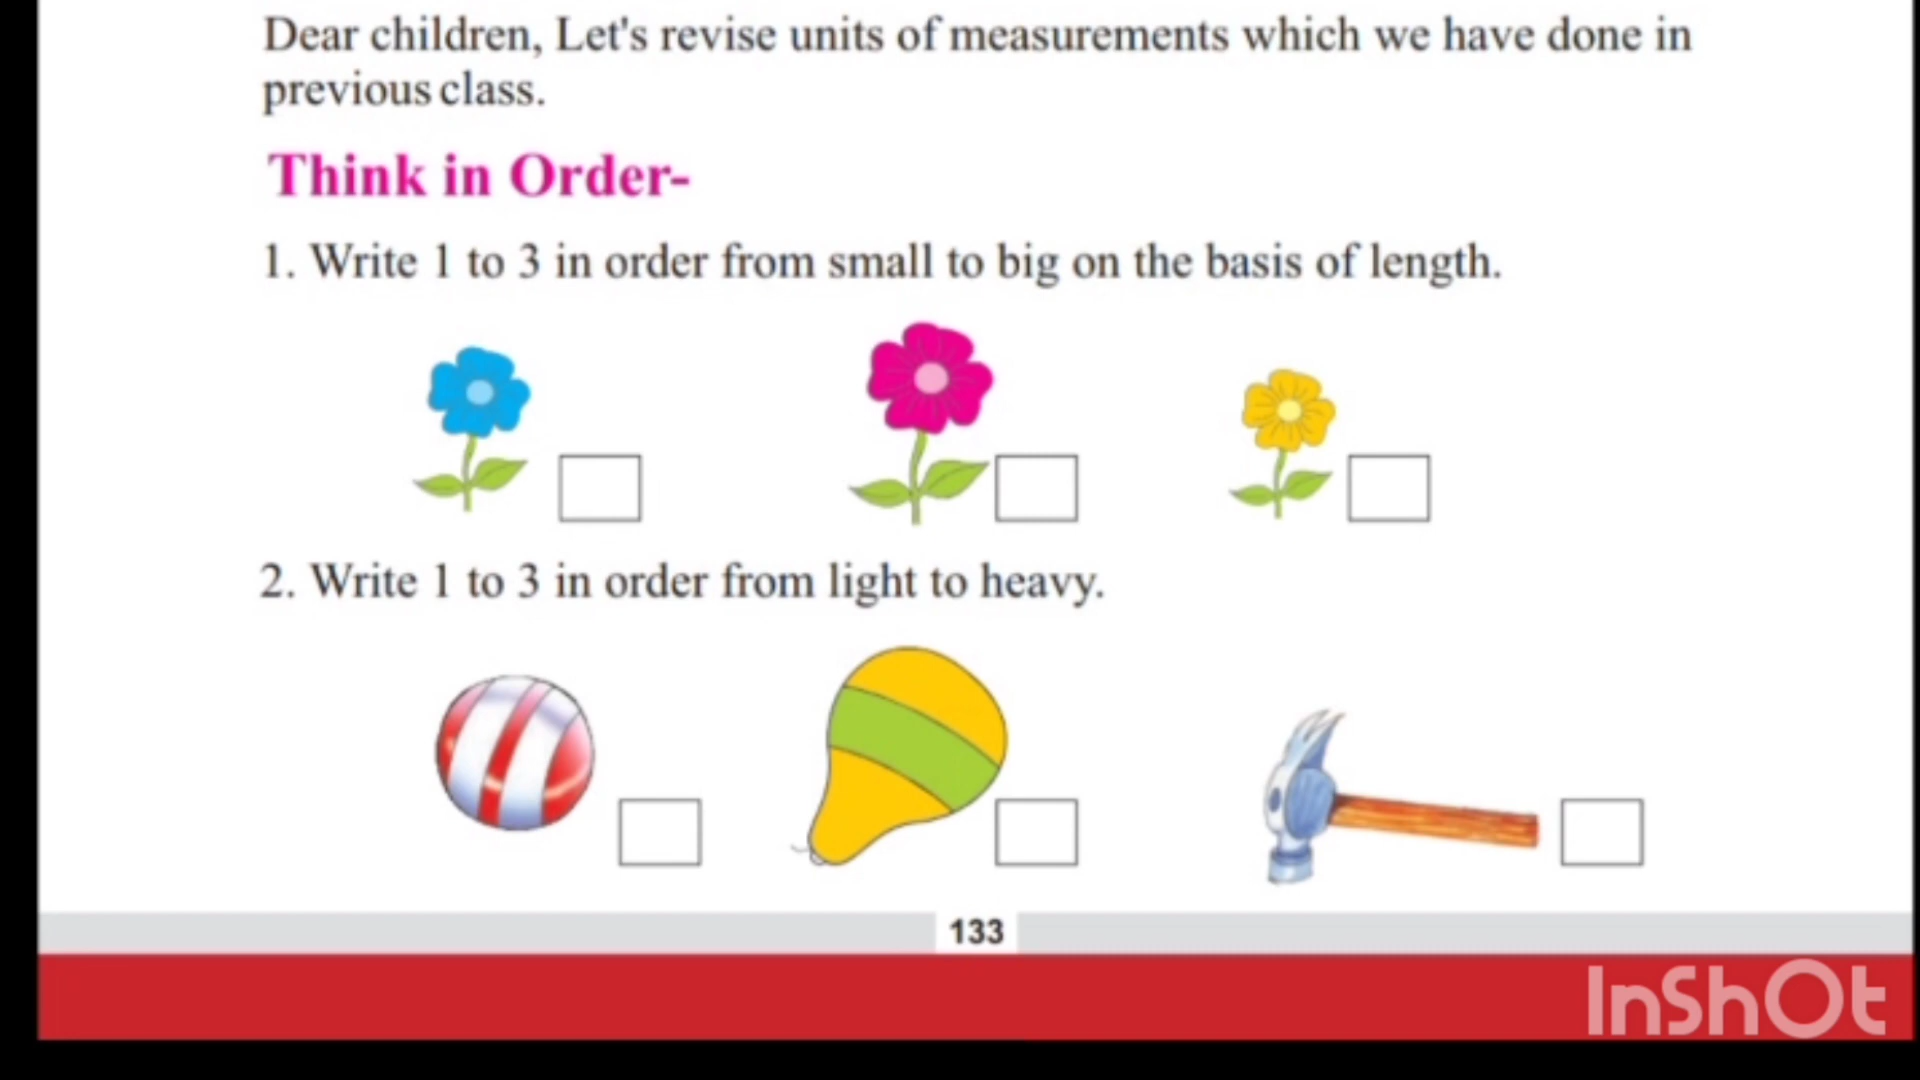 Dear children, Let's revise units of measurements which we have done in
previous class.
Think in Order-
1. Write 1 to 3 in order from small to big on the basis of length.
2. Write 1 to 3 in order from light to heavy.
133
InShOt